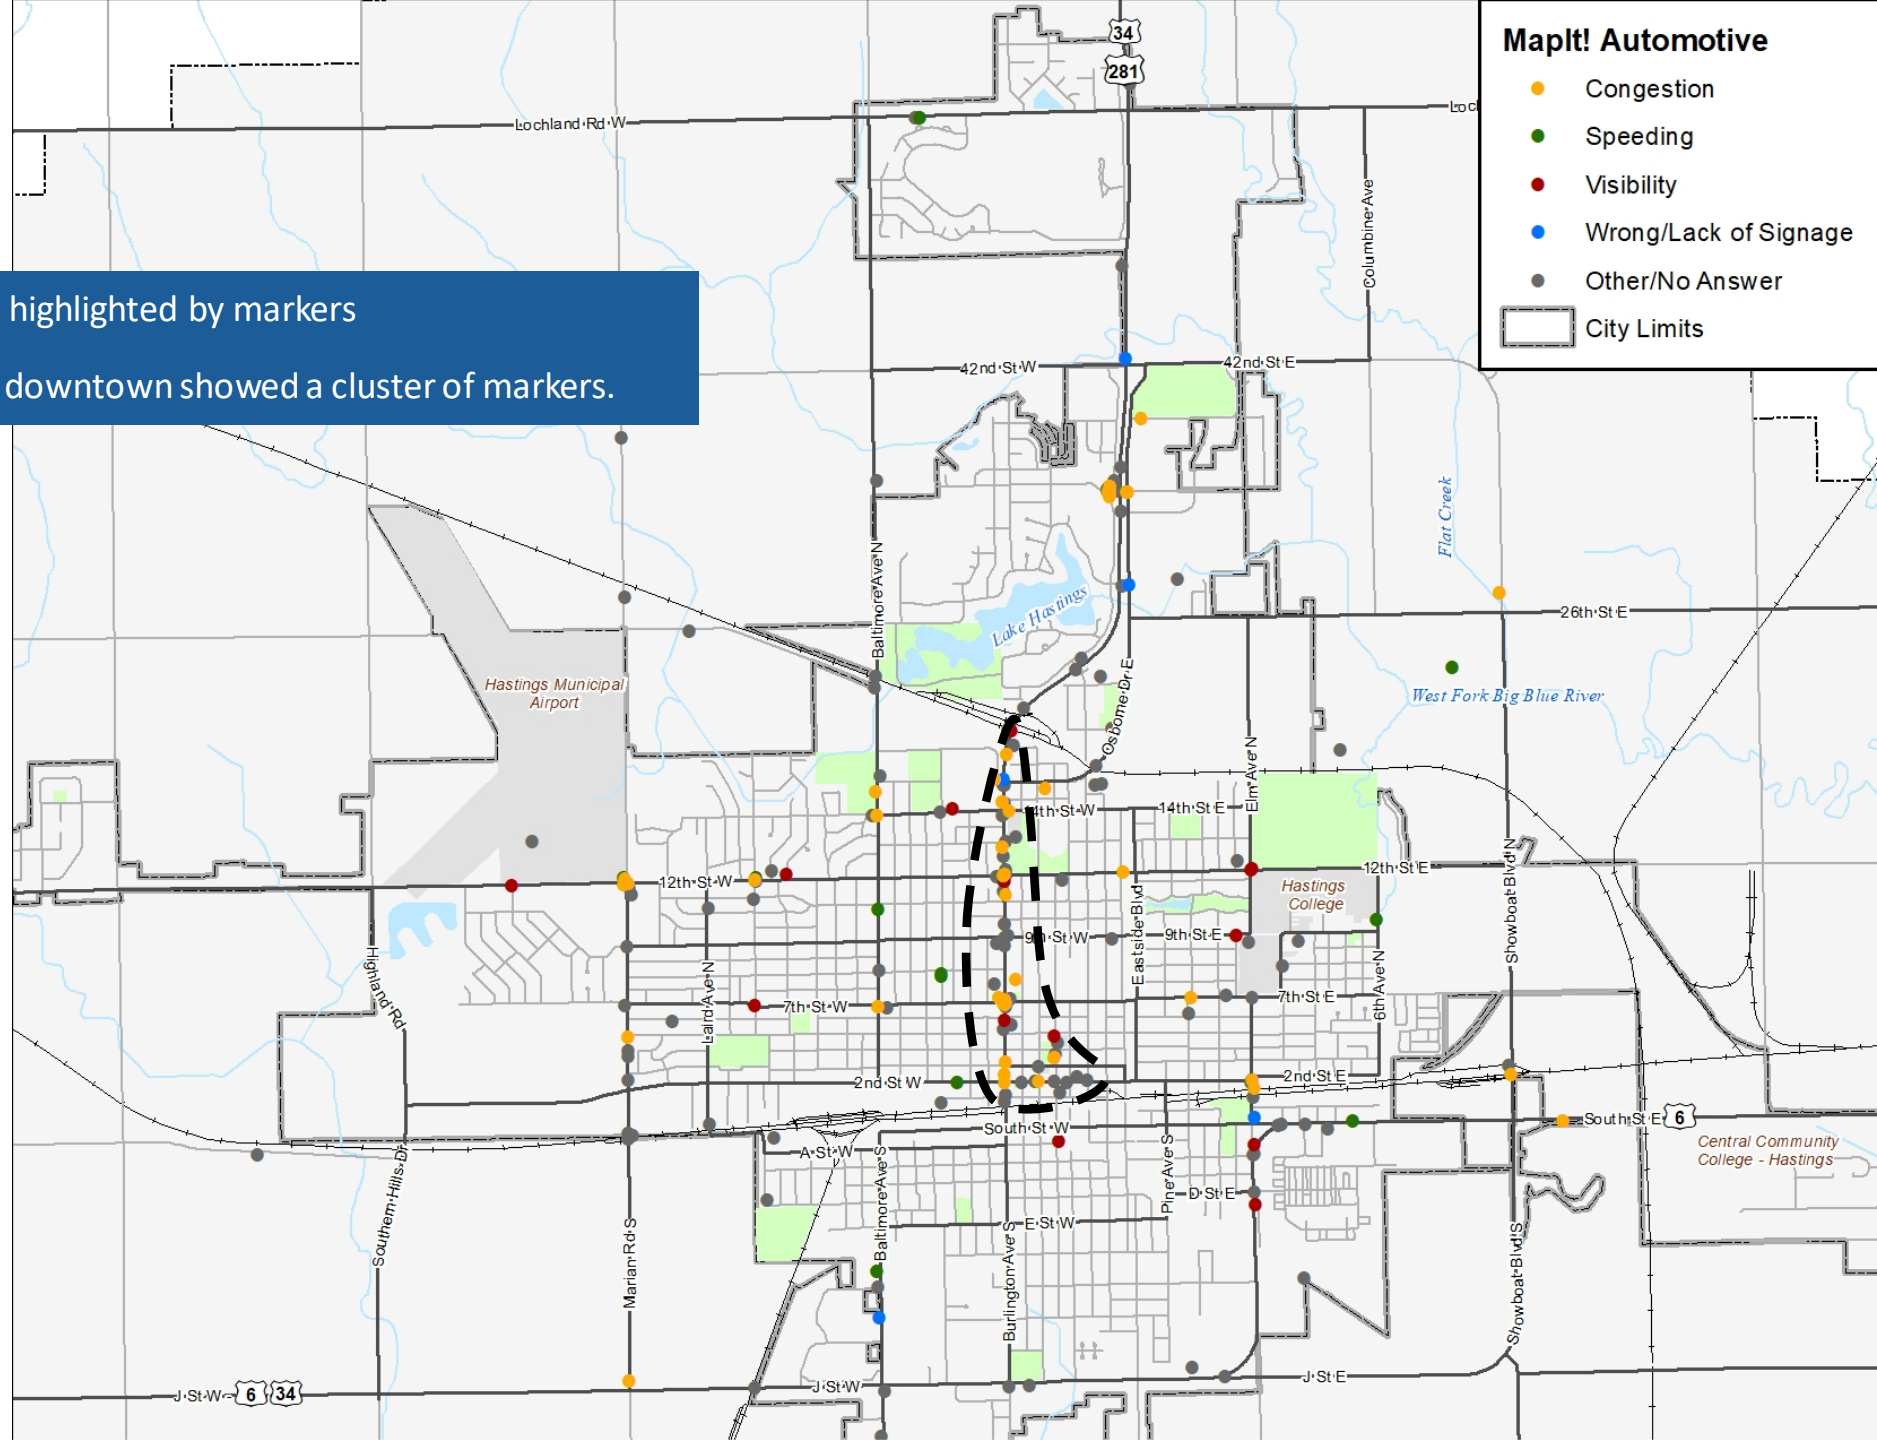 34
281
MapIt! Automotive
Congestion
Speeding
Visibility
Wrong/Lack of Signage
Other/No Answer
City Limits
Lochland Rd W
Loch
Columbine Ave
highlighted by markers
downtown showed a cluster of markers.
42nd St W
42nd St E
Flat Creek
Baltimore Ave N
Lake Hastings
26th St E
Hastings Municipal
Airport
West Fork Big Blue River
Osborne Dr E
Elm Ave N
14th St W
14th St E
12th St W
12th St E
Hastings
College
Showboat Blvd N
Eastside Blvd
9th St W
9th St E
Highland Rd
Laird Ave N
6th Ave N
7th St W
7th St E
2nd St W
2nd St E
South St W
South St E
6
Central Community
College - Hastings
A St W
Pine Ave S
Southern Hills Dr
Baltimore Ave S
D St E
E St W
Marian Rd S
Burlington Ave S
Showboat Blvd S
J St W
6
34
J St W
J St E